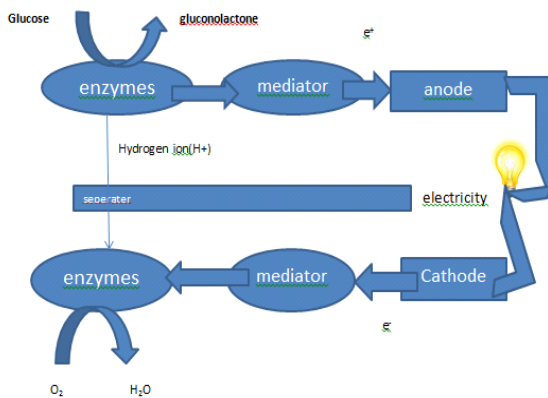 Glucose gluconolactone
e⁺
enzymes mediator anode
Hydrogen ion(H+)
seperater
electricity
enzymes mediator Cathode
e⁻
O₂ H₂O